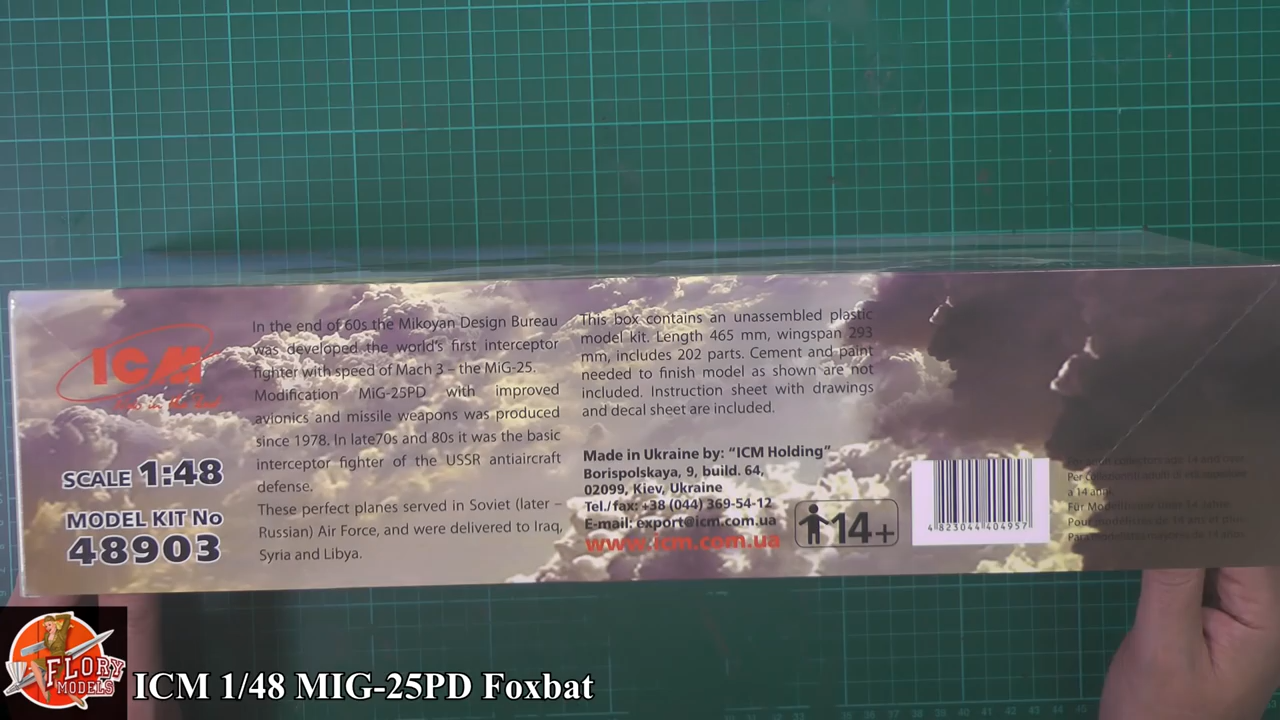 ICM
SCALE 1:48
MODEL KIT No
48903
In the end of 60s the Mikoyan Design Bureau
was developed the world's first interceptor
fighter with speed of Mach 3 – the MiG-25.
Modification MiG-25PD with improved
avionics and missile weapons was produced
since 1978. In late70s and 80s it was the basic
interceptor fighter of the USSR antiaircraft
defense.
These perfect planes served in Soviet (later –
Russian) Air Force, and were delivered to Iraq,
Syria and Libya.
This box contains an unassembled plastic
model kit. Length 465 mm, wingspan 293
mm, includes 202 parts. Cement and paint
needed to finish model as shown are not
included. Instruction sheet with drawings
and decal sheet are included.
Made in Ukraine by: "ICM Holding"
Borispolskaya, 9, build. 64,
02099, Kiev, Ukraine
Tel./fax: +38 (044) 369-54-12
E-mail: export@icm.com.ua
www.icm.com.ua
14+
4 823044 404957
a 14 anni.
FLORY
MODELS
ICM 1/48 MIG-25PD Foxbat